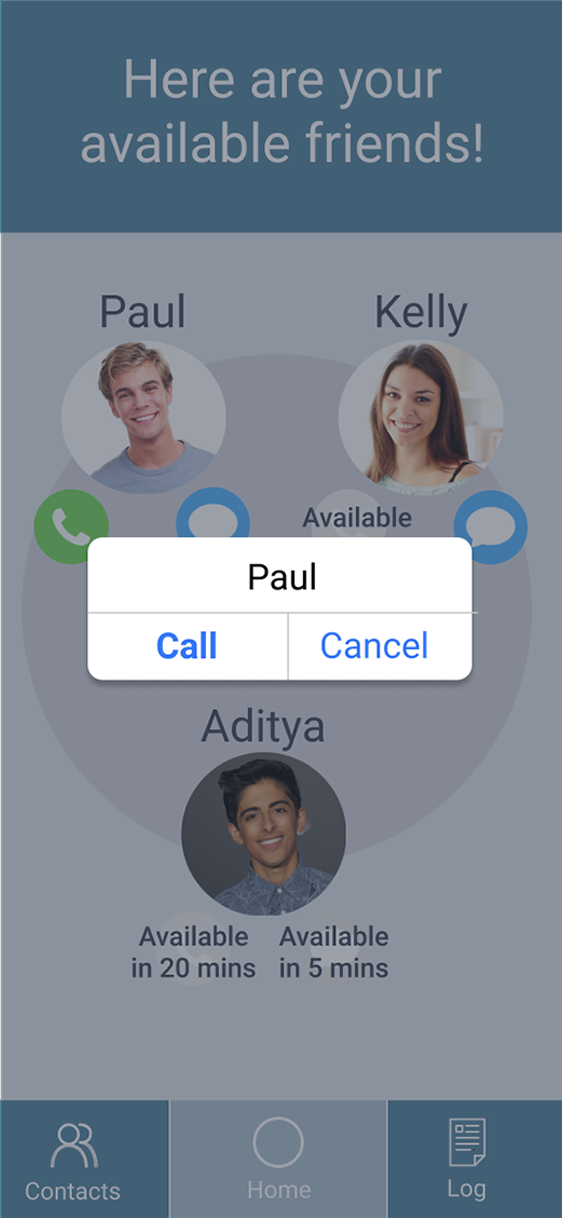 Here are your
available friends!
Paul
Kelly
Available
Paul
Call
Cancel
Aditya
Available
in 20 mins
Available
in 5 mins
Contacts
Home
Log